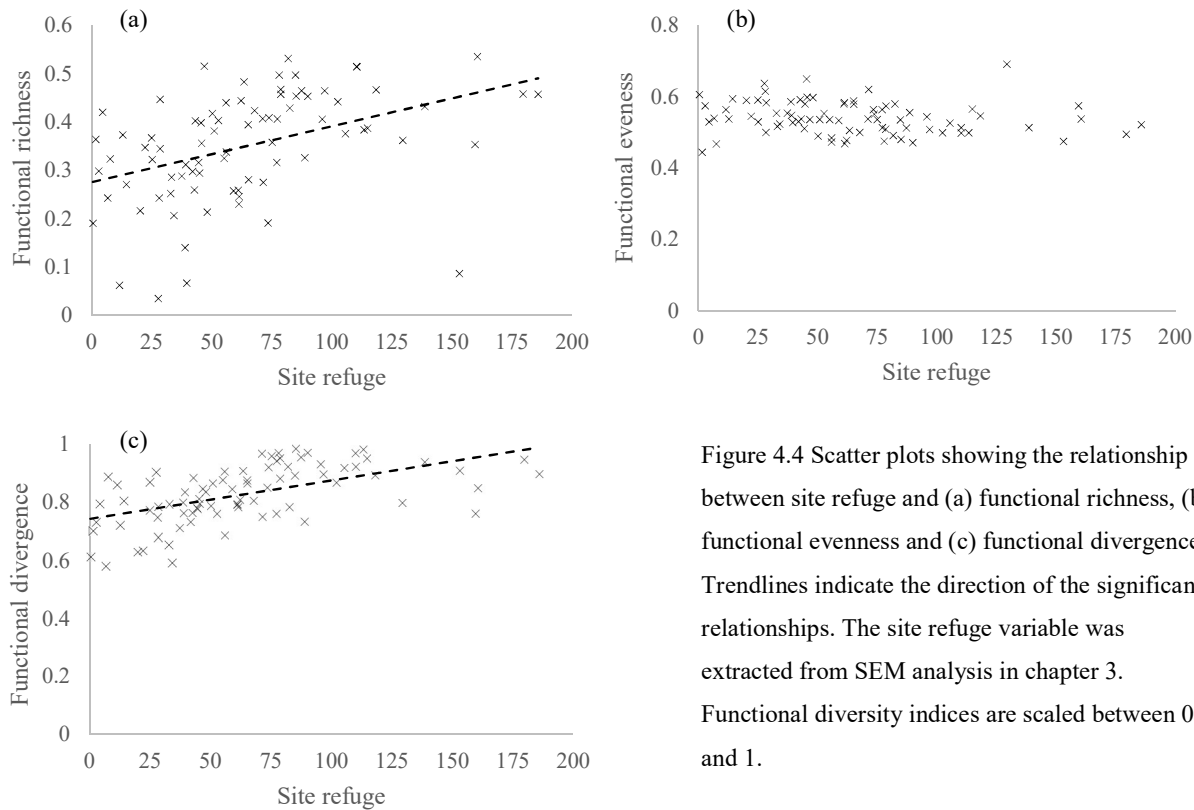 (a)
Functional richness
0.6
0.5
0.4
0.3
0.2
0.1
0
0 25 50 75 100 125 150 175 200
Site refuge
(b)
Functional eveness
0.8
0.6
0.4
0.2
0.0
0 25 50 75 100 125 150 175 200
Site refuge
(c)
Functional divergence
1
0.8
0.6
0.4
0.2
0
0 25 50 75 100 125 150 175 200
Site refuge
Figure 4.4 Scatter plots showing the relationship
between site refuge and (a) functional richness, (b
functional evenness and (c) functional divergence
Trendlines indicate the direction of the significan
relationships. The site refuge variable was
extracted from SEM analysis in chapter 3.
Functional diversity indices are scaled between 0
and 1.